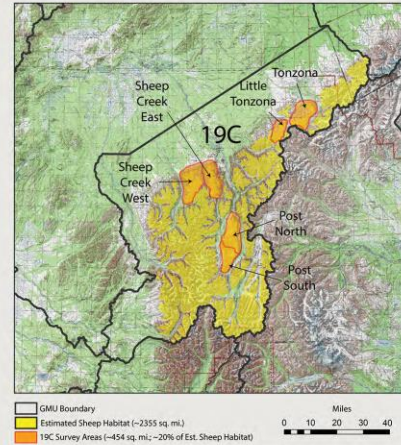 Tonzona
Little
Tonzona
Sheep
Creek
East
19C
Sheep
Creek
West
Post
North
Post
South
GMU Boundary
Estimated Sheep Habitat (~2355 sq. mi.)
19C Survey Areas (~454 sq. mi.; ~20% of Est. Sheep Habitat)
Miles
0 10 20 30 40